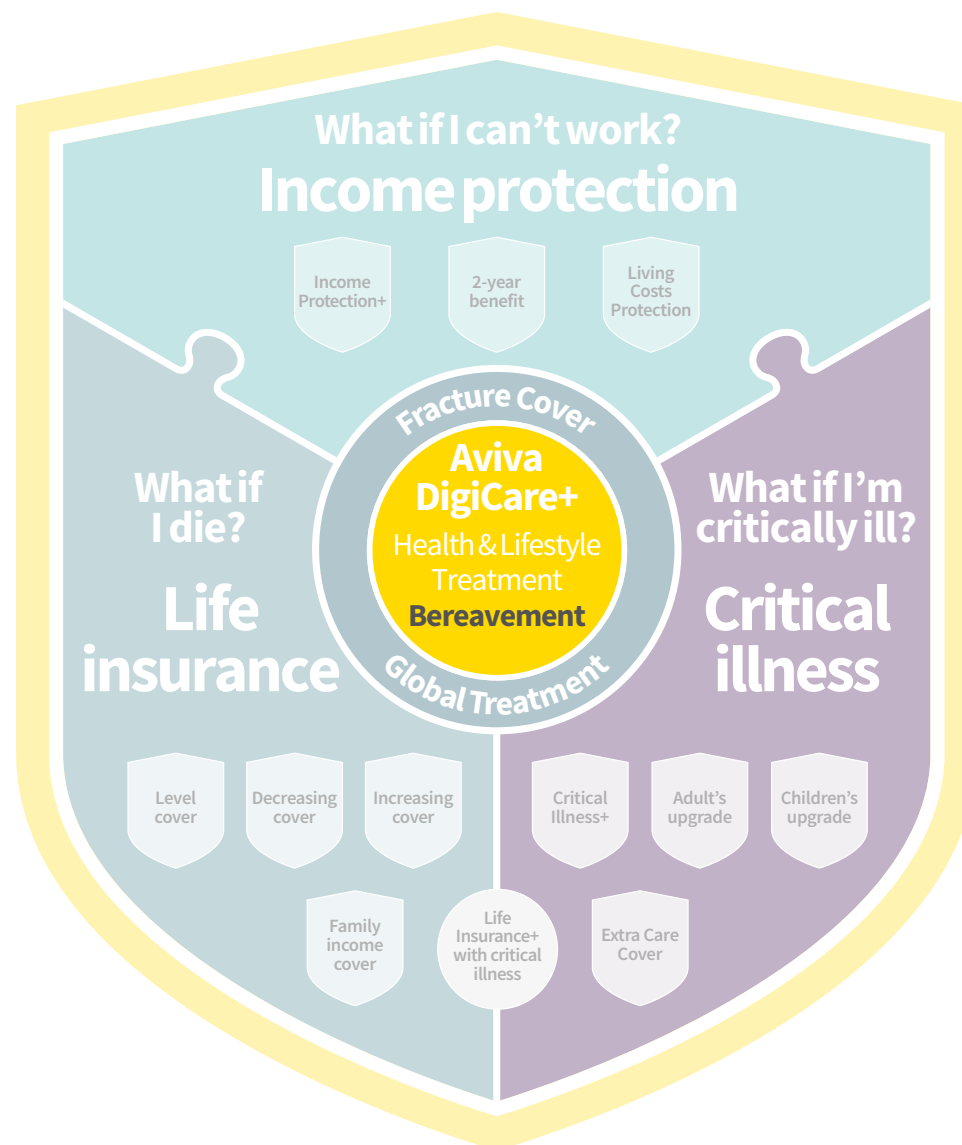 What if I can’t work?
Income protection
Income
Protection+
2-year
benefit
Living
Costs
Protection
Fracture Cover
Aviva
DigiCare+
Health & Lifestyle
Treatment
Bereavement
Global Treatment
What if
I die?
Life
insurance
What if I’m
critically ill?
Critical
illness
Level
cover
Decreasing
cover
Increasing
cover
Critical
Illness+
Adult’s
upgrade
Children’s
upgrade
Family
income
cover
Life
Insurance+
with critical
illness
Extra Care
Cover